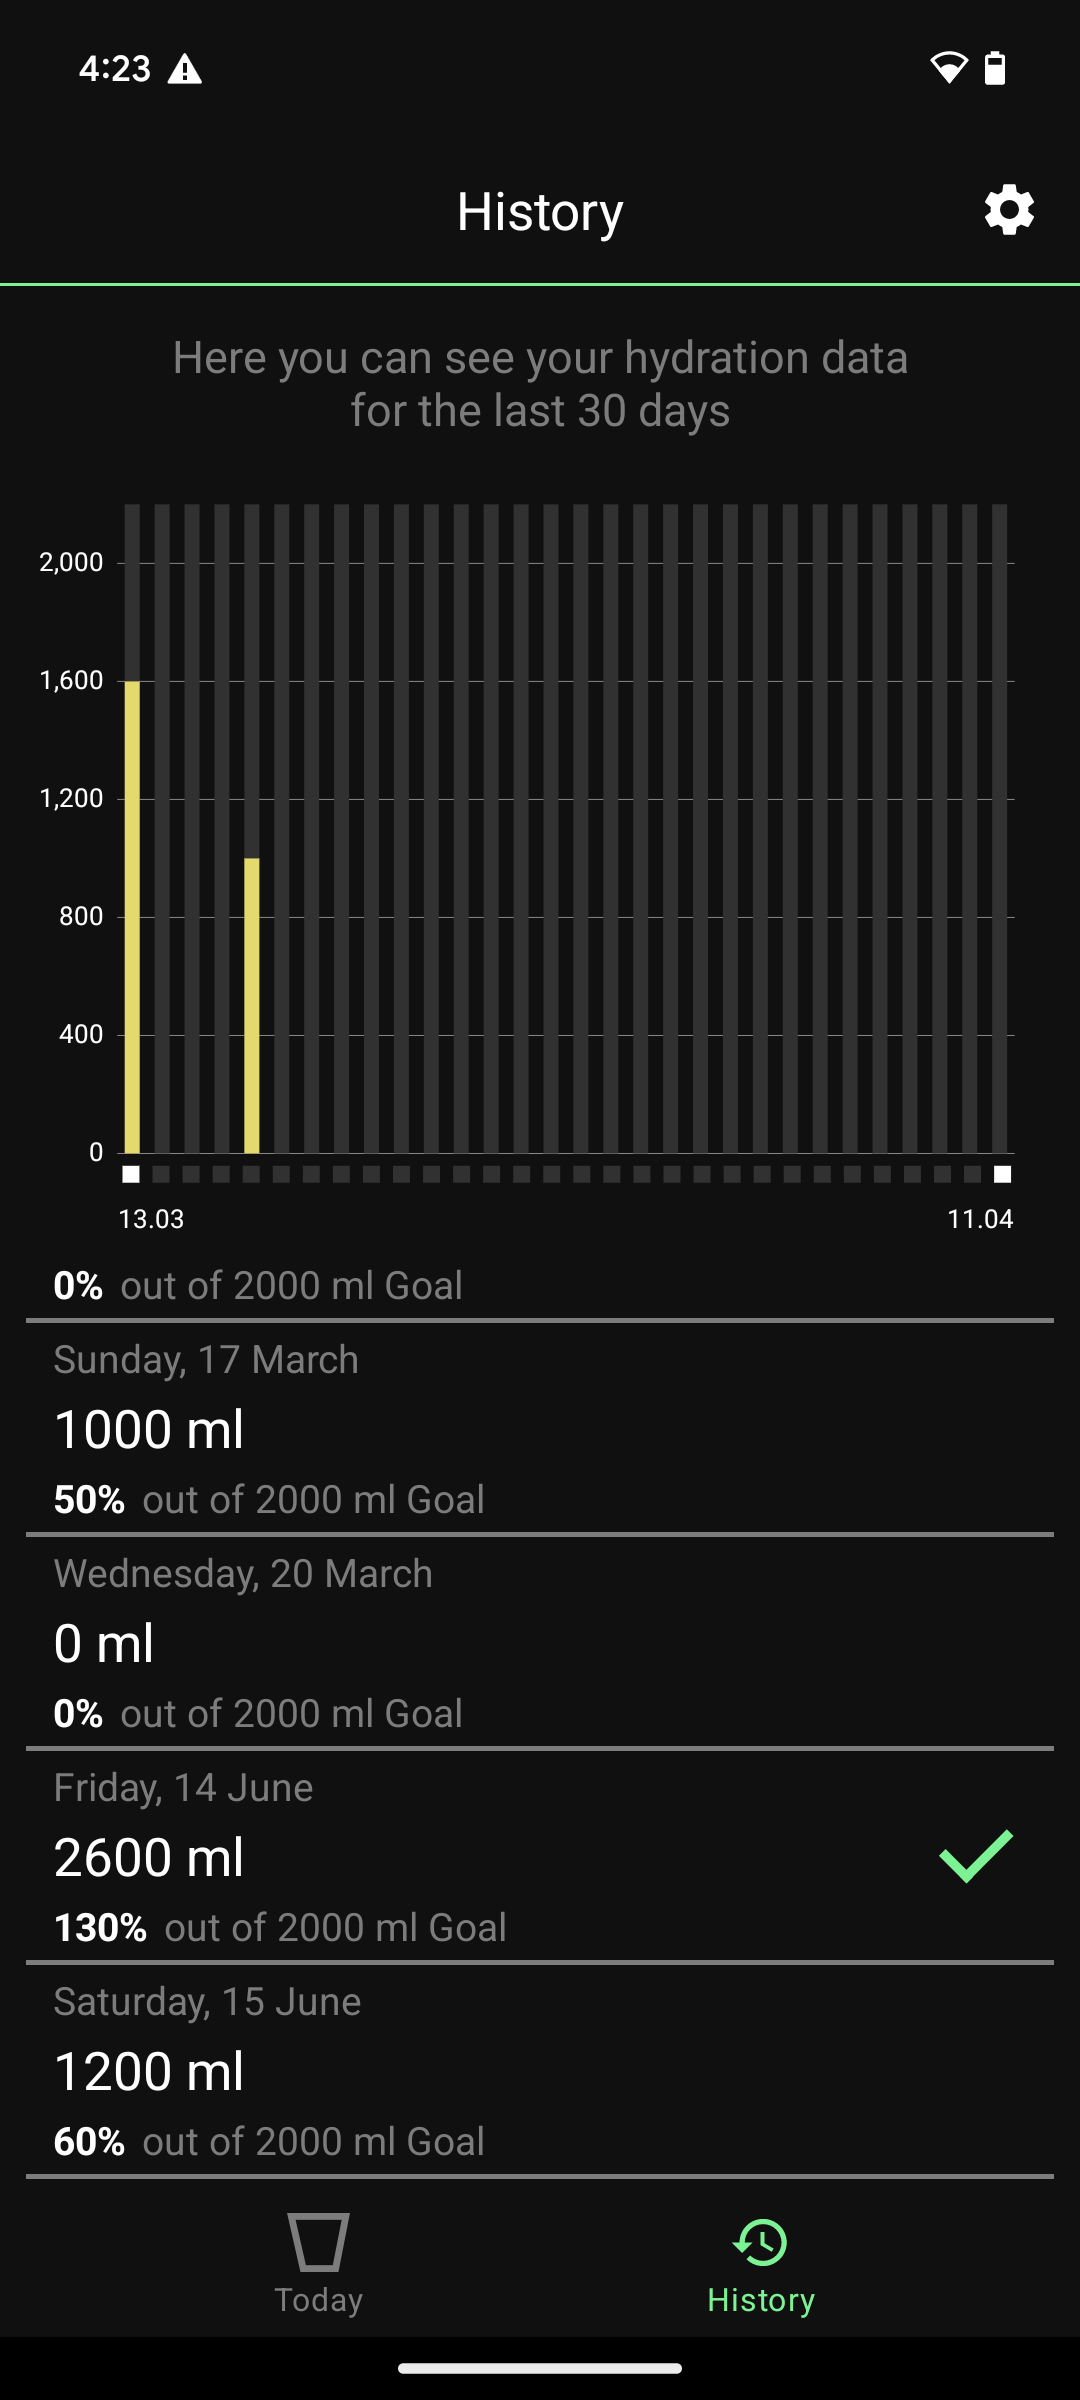 4:23
History
Here you can see your hydration data
for the last 30 days
2,000
1,600
1,200
800
400
0
13.03
11.04
0% out of 2000 ml Goal
Sunday, 17 March
1000 ml
50% out of 2000 ml Goal
Wednesday, 20 March
0 ml
0% out of 2000 ml Goal
Friday, 14 June
2600 ml
130% out of 2000 ml Goal
Saturday, 15 June
1200 ml
60% out of 2000 ml Goal
Today
History